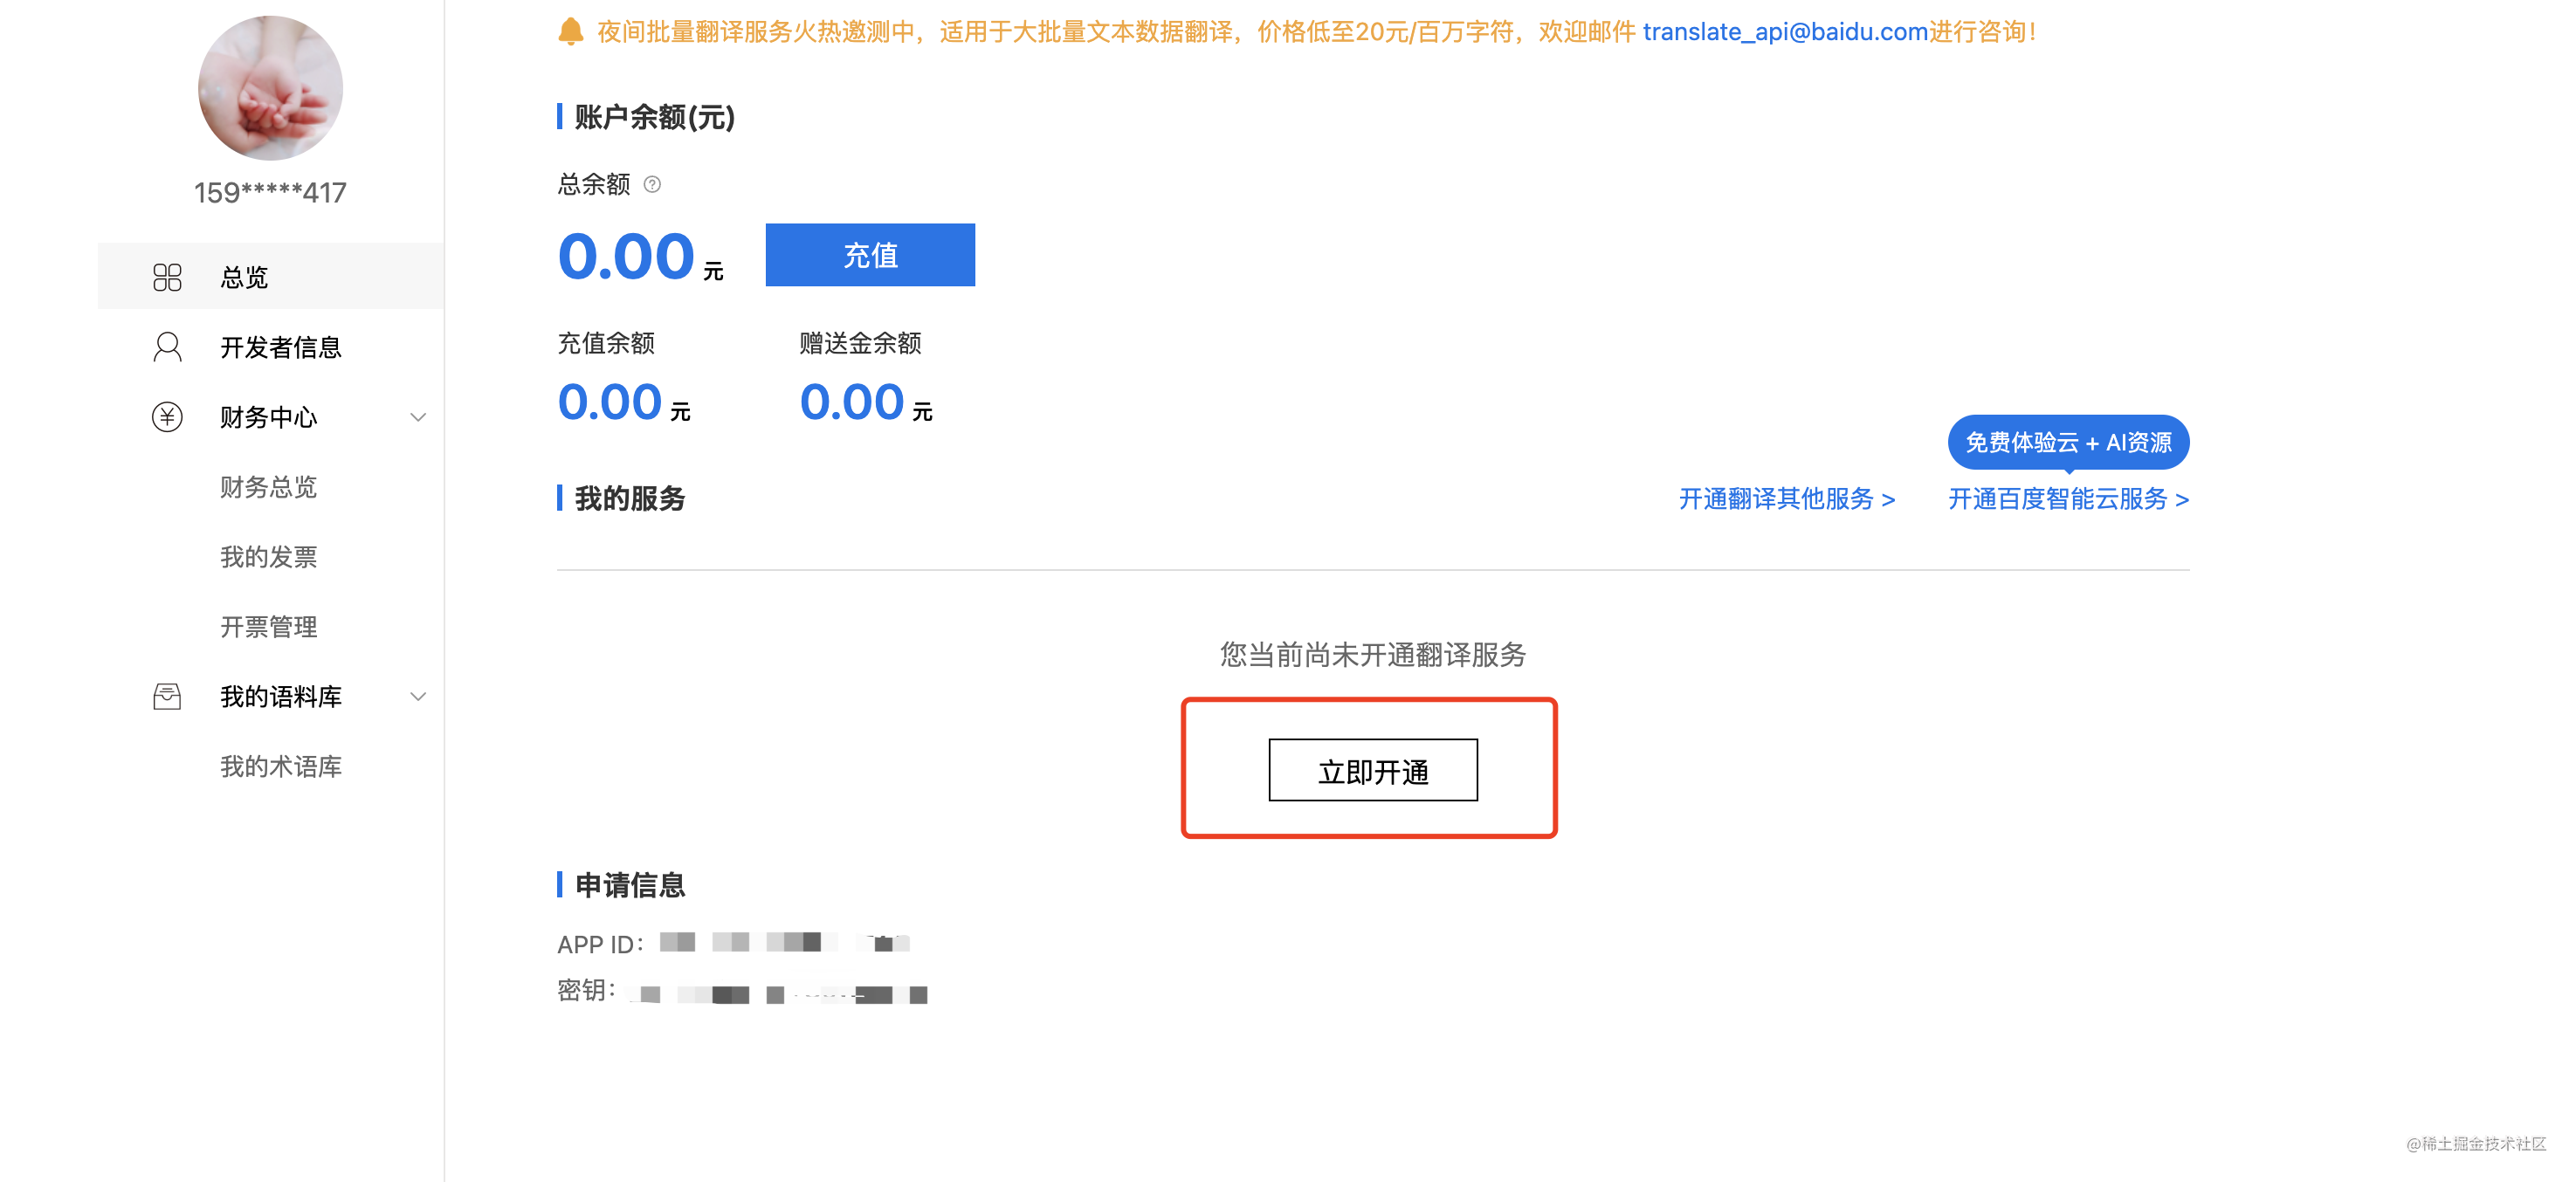 夜间批量翻译服务火热邀测中，适用于大批量文本数据翻译，价格低至20元/百万字符，欢迎邮件 translate_api@baidu.com进行咨询！
159*****417
总览
开发者信息
财务中心
财务总览
我的发票
开票管理
我的语料库
我的术语库
账户余额(元)
总余额 ?
0.00 元 充值
充值余额 赠送金余额
0.00 元 0.00 元
免费体验云 + AI资源
我的服务 开通翻译其他服务 > 开通百度智能云服务 >
您当前尚未开通翻译服务
立即开通
申请信息
APP ID：
密钥：
@稀土掘金技术社区